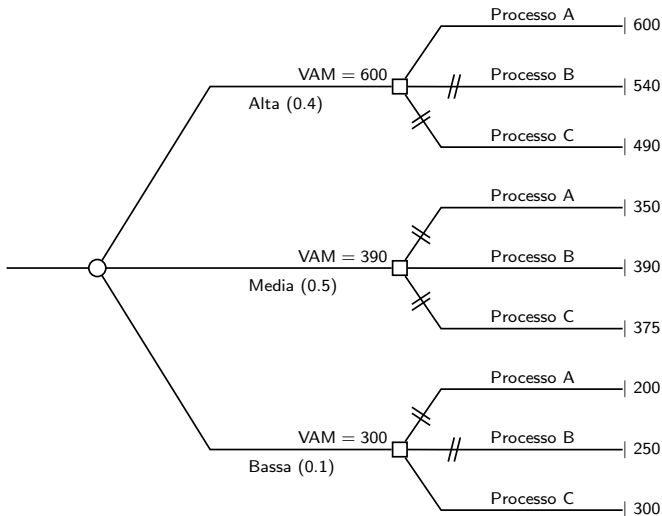 Processo A
600
VAM = 600
Processo B
540
Alta (0.4)
Processo C
490
Processo A
350
VAM = 390
Processo B
390
Media (0.5)
Processo C
375
Processo A
200
VAM = 300
Processo B
250
Bassa (0.1)
Processo C
300